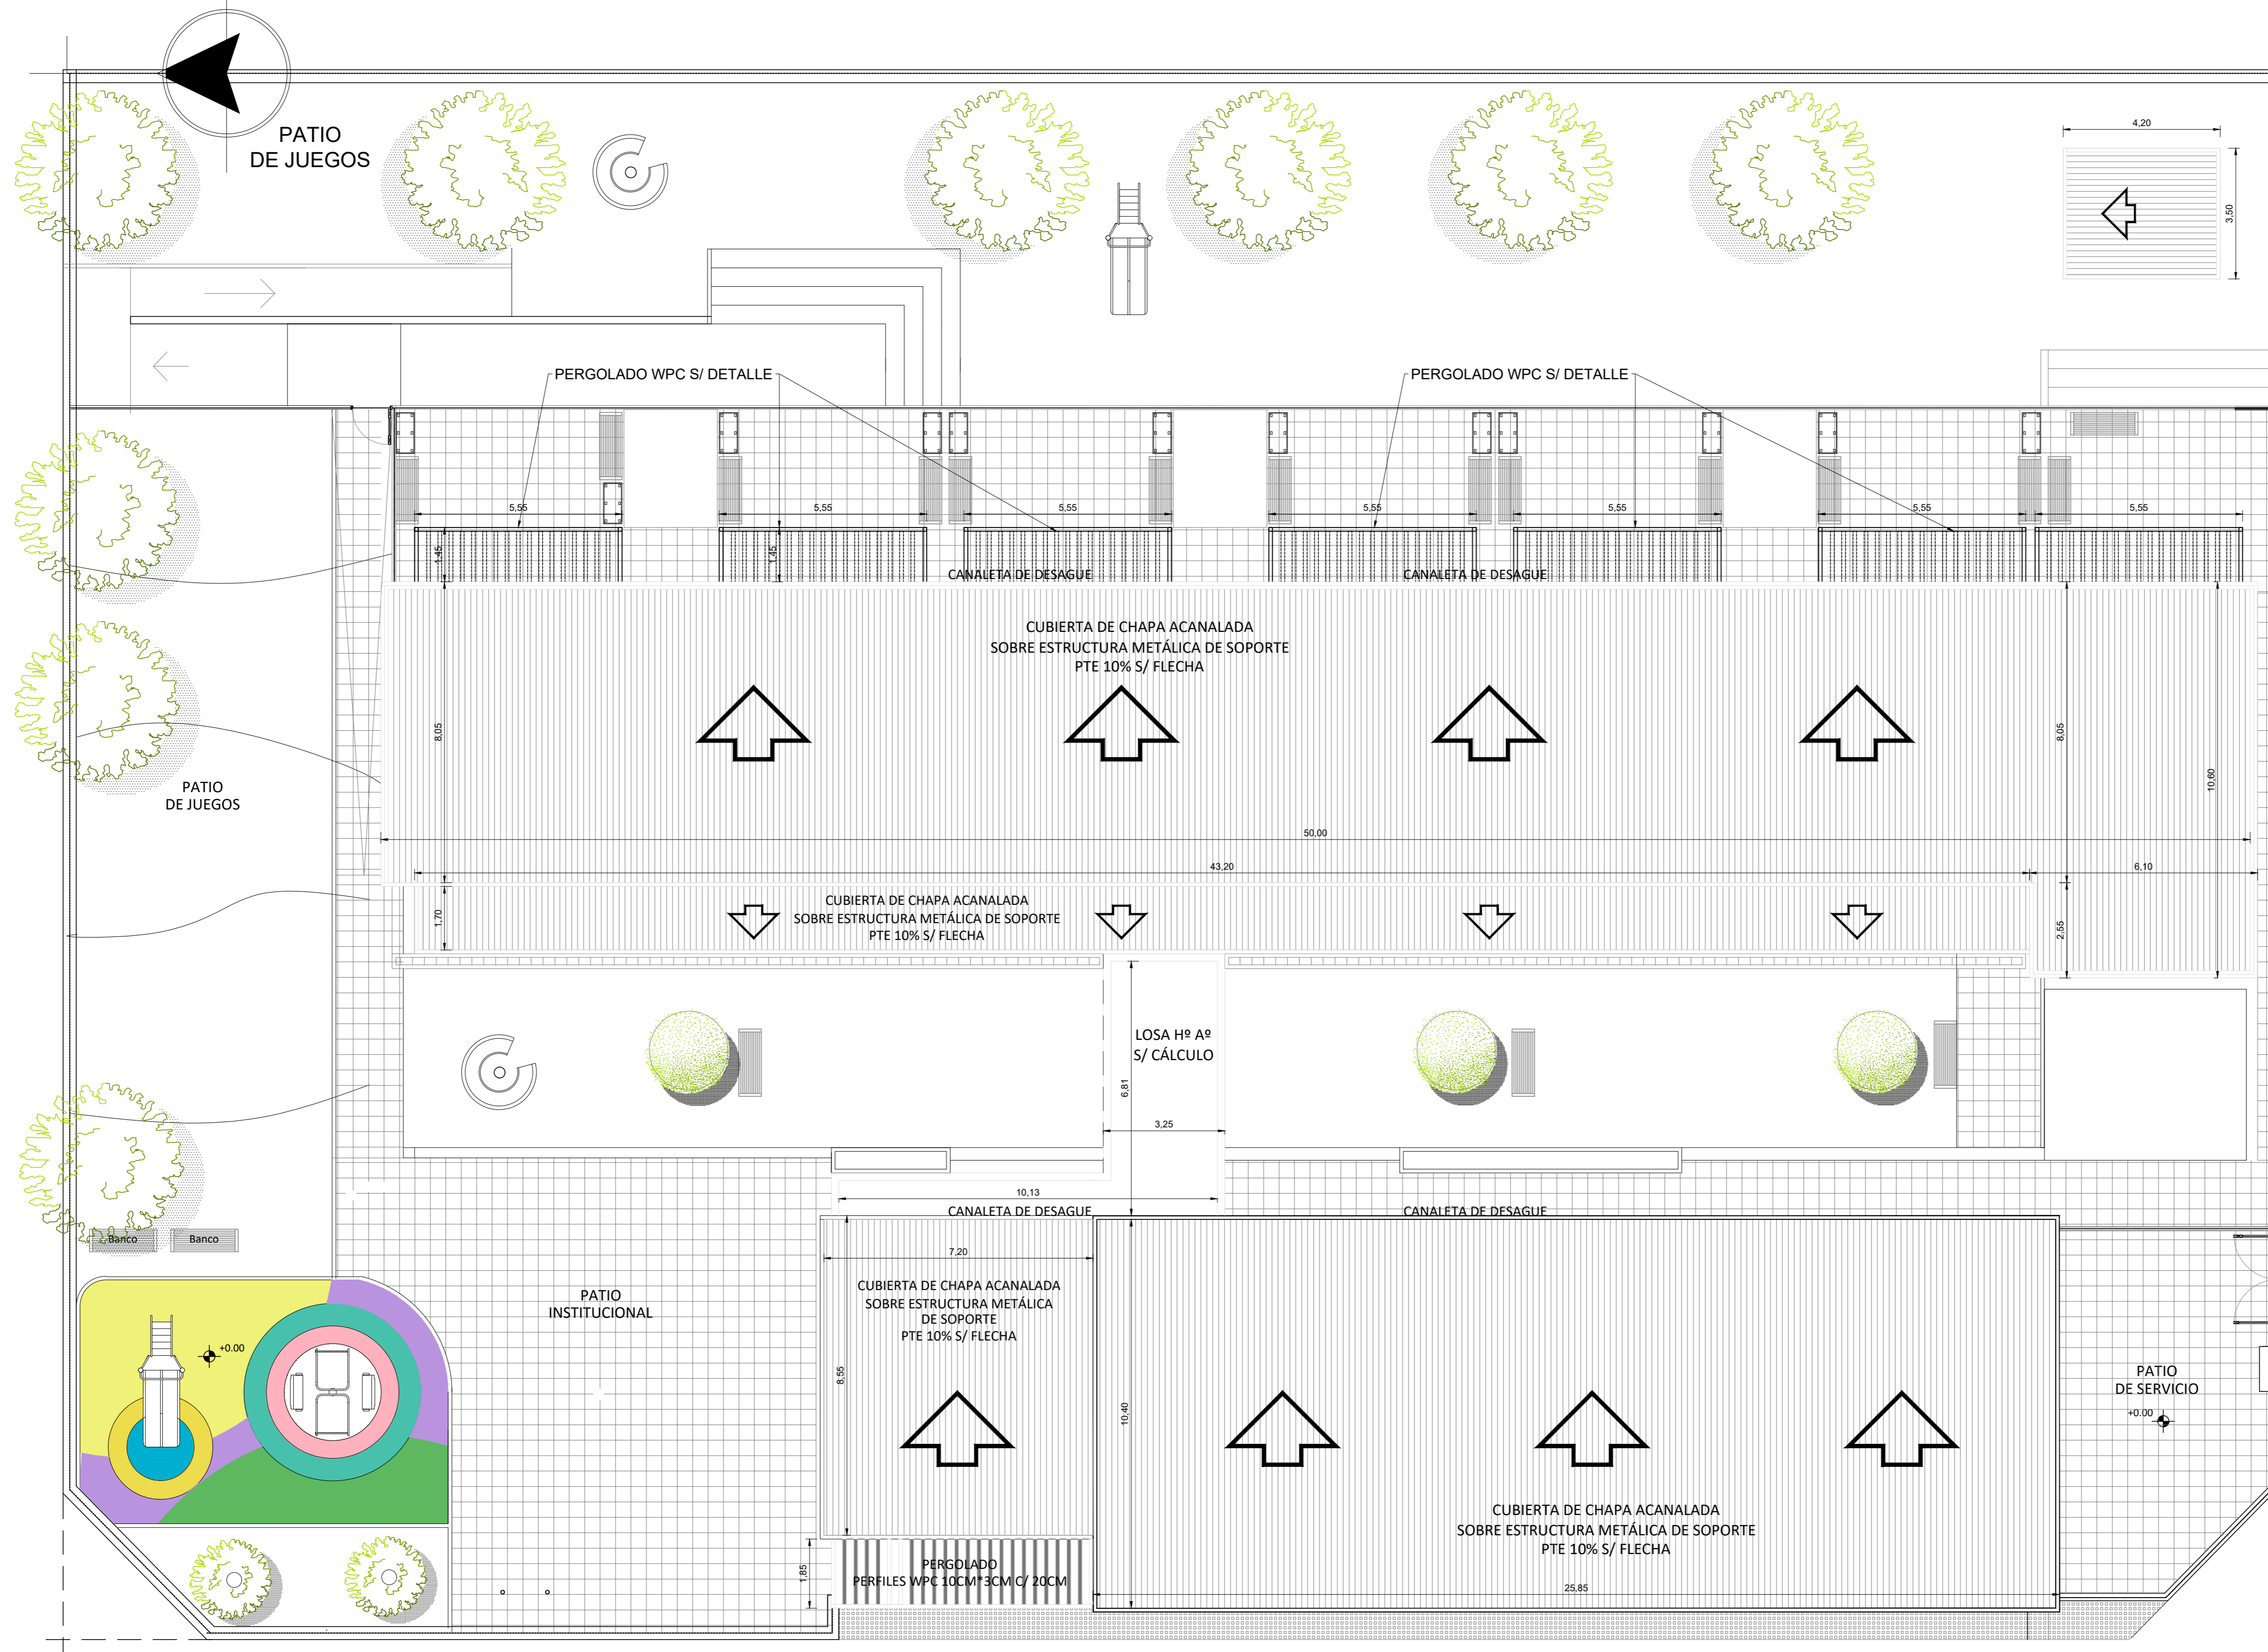 PATIO
DE JUEGOS
4,20
3,50
PERGOLADO WPC S/ DETALLE
PERGOLADO WPC S/ DETALLE
5,55
5,55
5,55
5,55
5,55
5,55
5,55
1,45
1,45
CANALETA DE DESAGUE
CANALETA DE DESAGUE
CUBIERTA DE CHAPA ACANALADA
SOBRE ESTRUCTURA METÁLICA DE SOPORTE
PTE 10% S/ FLECHA
8,05
8,05
10,60
PATIO
DE JUEGOS
50,00
43,20
6,10
1,70
CUBIERTA DE CHAPA ACANALADA
SOBRE ESTRUCTURA METÁLICA DE SOPORTE
PTE 10% S/ FLECHA
2,55
LOSA Hº Aº
S/ CÁLCULO
6,81
3,25
10,13
CANALETA DE DESAGUE
CANALETA DE DESAGUE
Banco
Banco
7,20
CUBIERTA DE CHAPA ACANALADA
SOBRE ESTRUCTURA METÁLICA
DE SOPORTE
PTE 10% S/ FLECHA
PATIO
INSTITUCIONAL
+0.00
8,55
10,40
PATIO
DE SERVICIO
+0.00
CUBIERTA DE CHAPA ACANALADA
SOBRE ESTRUCTURA METÁLICA DE SOPORTE
PTE 10% S/ FLECHA
1,85
PERGOLADO
PERFILES WPC 10CM*3CM C/ 20CM
25,85